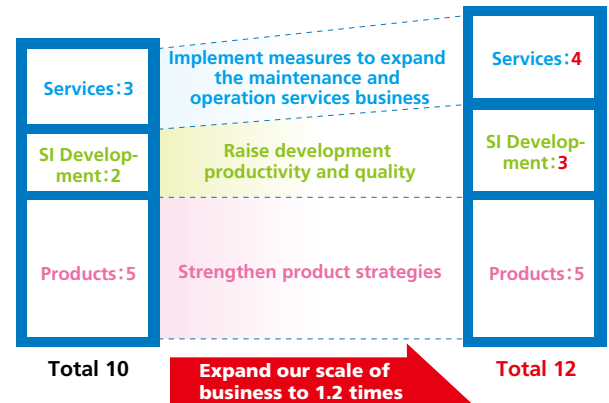 Services:3
SI Develop-
ment:2
Products:5
Total 10
Implement measures to expand
the maintenance and
operation services business
Raise development
productivity and quality
Strengthen product strategies
Expand our scale of
business to 1.2 times
Services:4
SI Develop-
ment:3
Products:5
Total 12